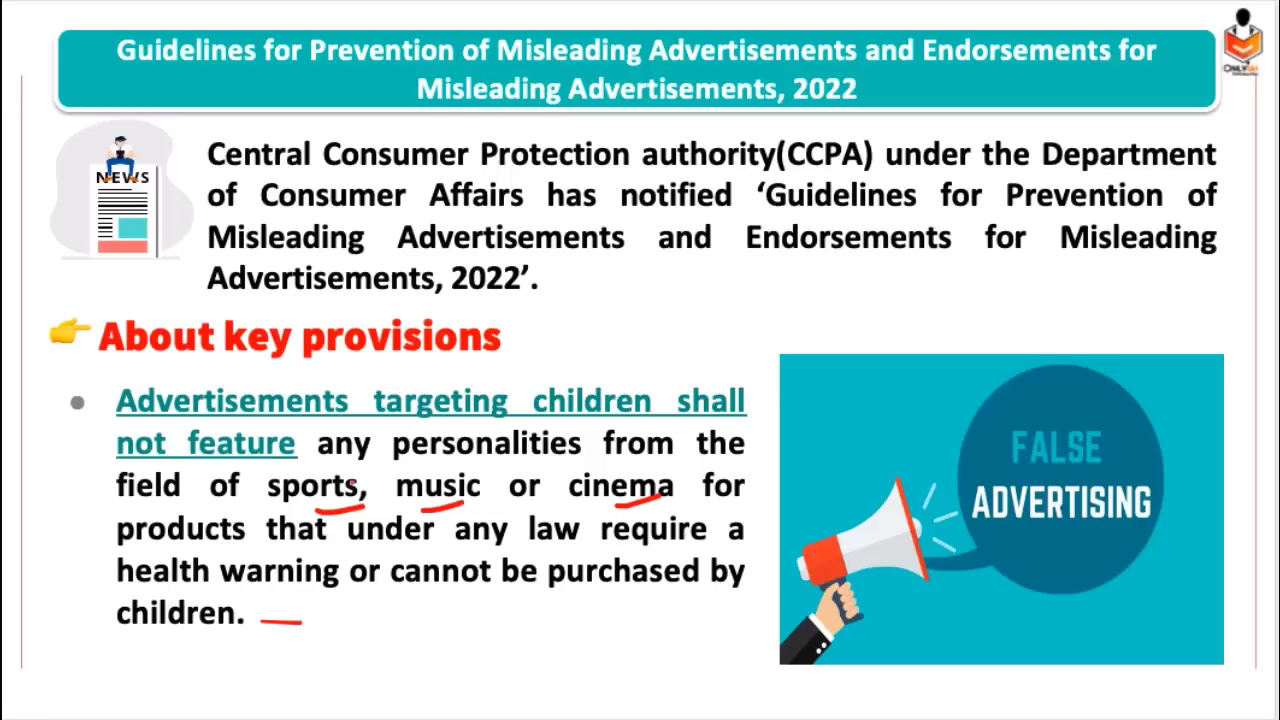 Guidelines for Prevention of Misleading Advertisements and Endorsements for
Misleading Advertisements, 2022
NEWS
Central Consumer Protection authority(CCPA) under the Department
of Consumer Affairs has notified ‘Guidelines for Prevention of
Misleading Advertisements and Endorsements for Misleading
Advertisements, 2022’.
About key provisions
Advertisements targeting children shall
not feature any personalities from the
field of sports, music or cinema for
products that under any law require a
health warning or cannot be purchased by
children.
FALSE
ADVERTISING